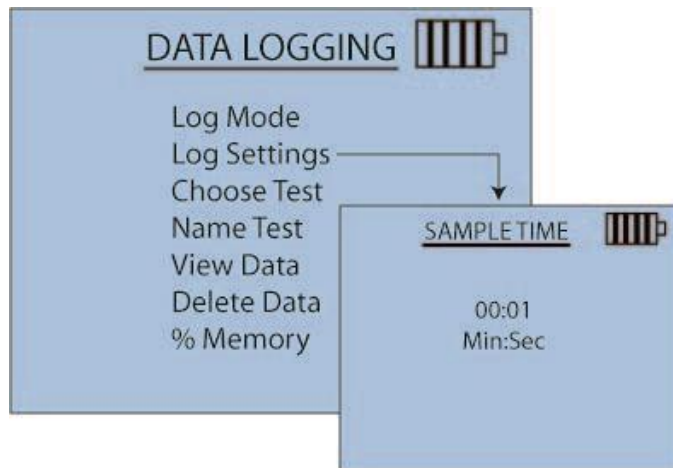 DATA LOGGING
Log Mode
Log Settings
Choose Test
Name Test
View Data
Delete Data
% Memory
SAMPLE TIME
00:01
Min:Sec